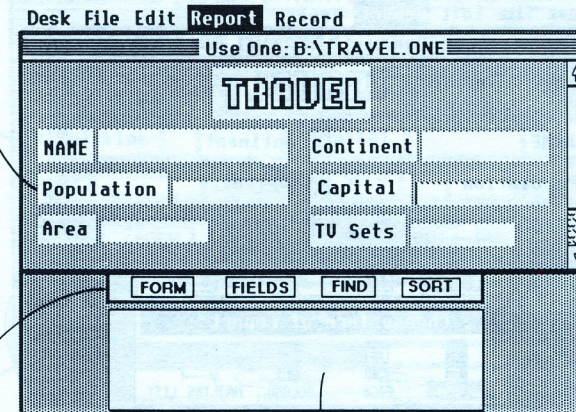 Desk File Edit Report Record
Use One: B:\TRAVEL.ONE
TRAVEL
NAME Continent
Population Capital
Area TV Sets
FORM FIELDS FIND SORT